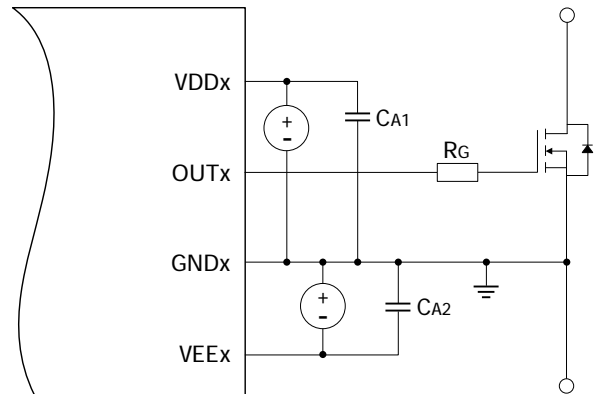 VDDx
CA1
+
-
RG
OUTx
GNDx
+
-
CA2
VEEx